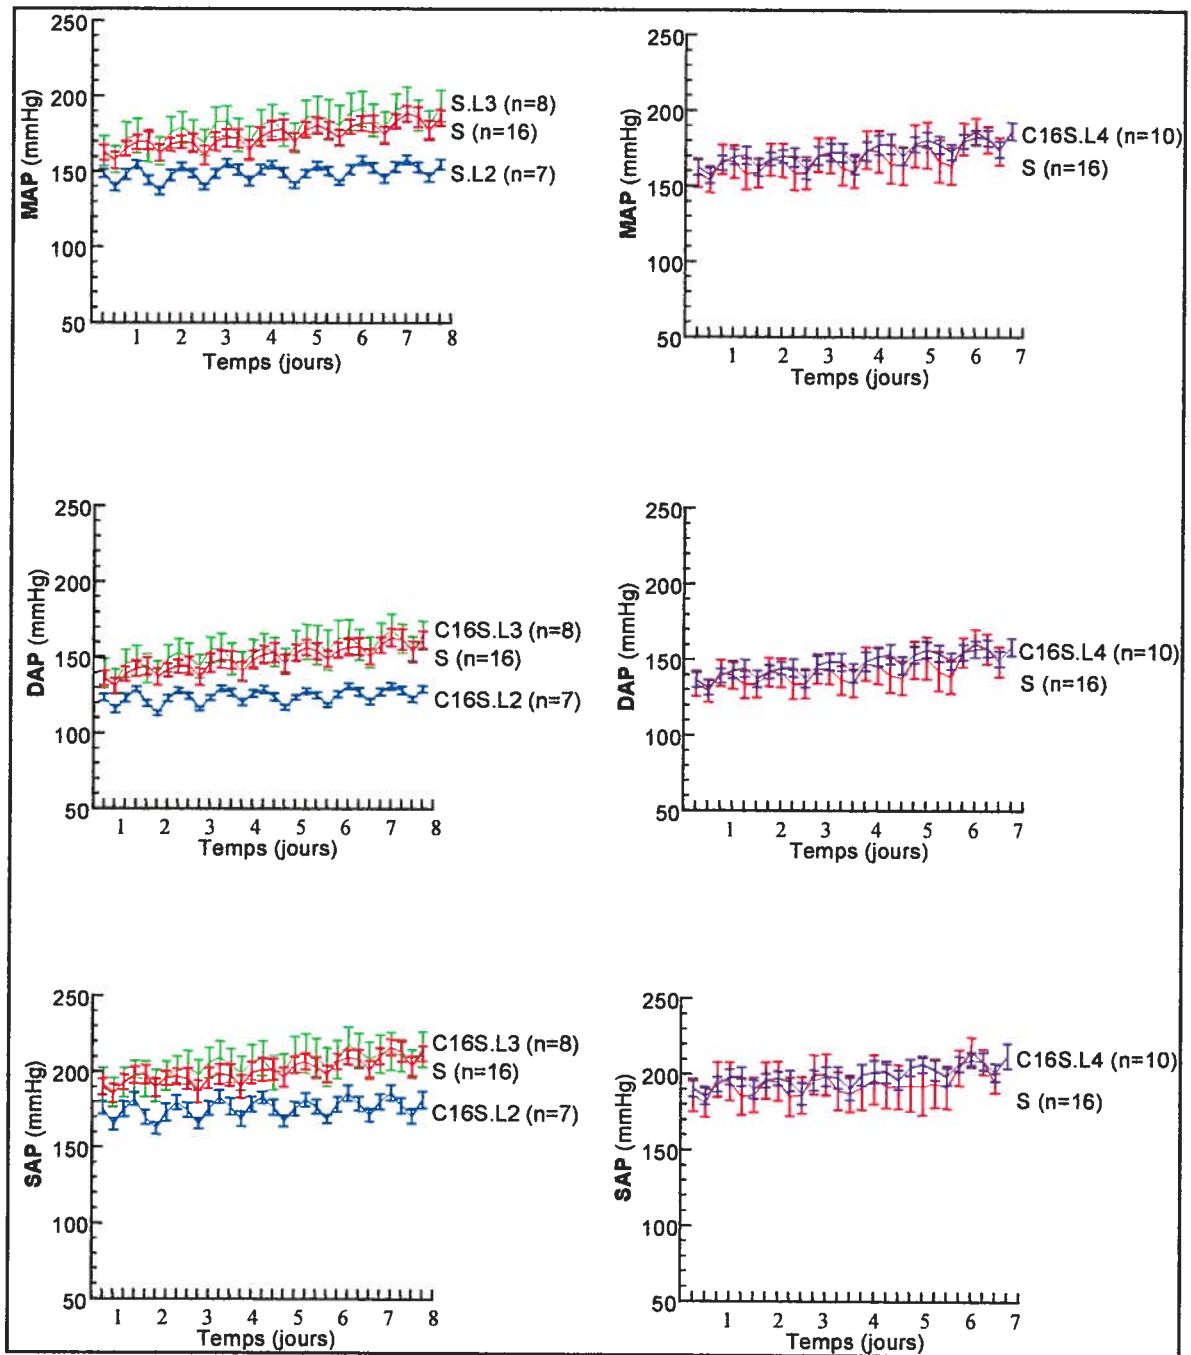 250
200
150
100
50
MAP (mmHg)
S.L3 (n=8)
S (n=16)
S.L2 (n=7)
1 2 3 4 5 6 7 8
Temps (jours)
250
200
150
100
50
MAP (mmHg)
C16S.L4 (n=10)
S (n=16)
1 2 3 4 5 6 7
Temps (jours)
250
200
150
100
50
DAP (mmHg)
C16S.L3 (n=8)
S (n=16)
C16S.L2 (n=7)
1 2 3 4 5 6 7 8
Temps (jours)
250
200
150
100
50
DAP (mmHg)
C16S.L4 (n=10)
S (n=16)
1 2 3 4 5 6 7
Temps (jours)
250
200
150
100
50
SAP (mmHg)
C16S.L3 (n=8)
S (n=16)
C16S.L2 (n=7)
1 2 3 4 5 6 7 8
Temps (jours)
250
200
150
100
50
SAP (mmHg)
C16S.L4 (n=10)
S (n=16)
1 2 3 4 5 6 7
Temps (jours)